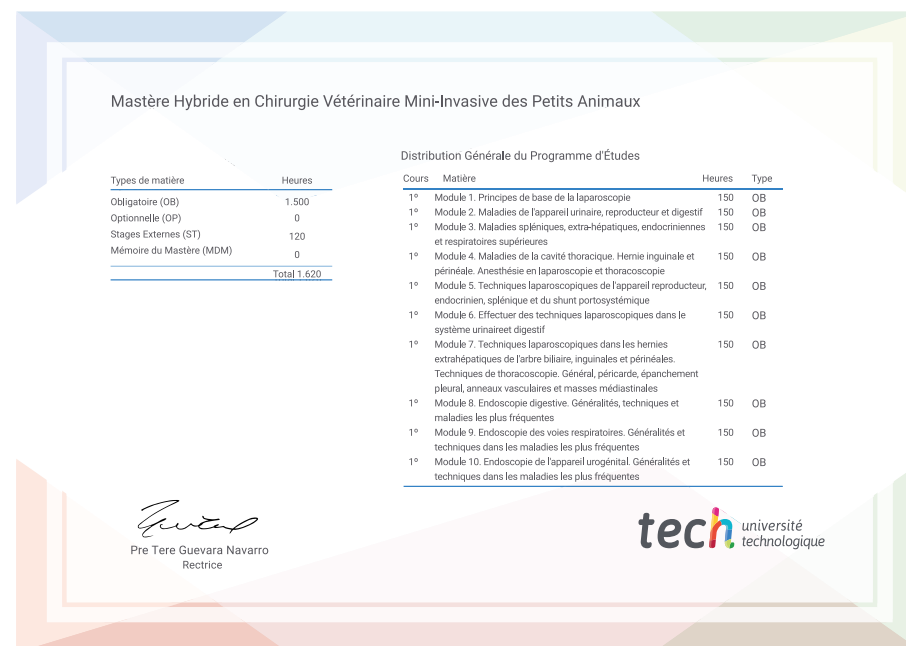 Mastère Hybride en Chirurgie Vétérinaire Mini-Invasive des Petits Animaux
Types de matière Heures
Obligatoire (OB) 1.500
Optionnelle (OP) 0
Stages Externes (ST) 120
Mémoire du Mastère (MDM) 0
Total 1.620
Distribution Générale du Programme d'Études
Cours Matière Heures Type
1º Module 1. Principes de base de la laparoscopie 150 OB
1º Module 2. Maladies de l'appareil urinaire, reproducteur et digestif 150 OB
1º Module 3. Maladies spléniques, extra-hépatiques, endocriniennes 150 OB
et respiratoires supérieures
1º Module 4. Maladies de la cavité thoracique. Hernie inguinale et 150 OB
périnéale. Anesthésie en laparoscopie et thoracoscopie
1º Module 5. Techniques laparoscopiques de l'appareil reproducteur, 150 OB
endocrinien, splénique et du shunt portosystémique
1º Module 6. Effectuer des techniques laparoscopiques dans le 150 OB
système urinaireet digestif
1º Module 7. Techniques laparoscopiques dans les hernies 150 OB
extrahépatiques de l'arbre biliaire, inguinales et périnéales.
Techniques de thoracoscopie. Général, péricarde, épanchement
pleural, anneaux vasculaires et masses médiastinales
1º Module 8. Endoscopie digestive. Généralités, techniques et 150 OB
maladies les plus fréquentes
1º Module 9. Endoscopie des voies respiratoires. Généralités et 150 OB
techniques dans les maladies les plus fréquentes
1º Module 10. Endoscopie de l'appareil urogénital. Généralités et 150 OB
techniques dans les maladies les plus fréquentes
Pre Tere Guevara Navarro
Rectrice
tech université
technologique